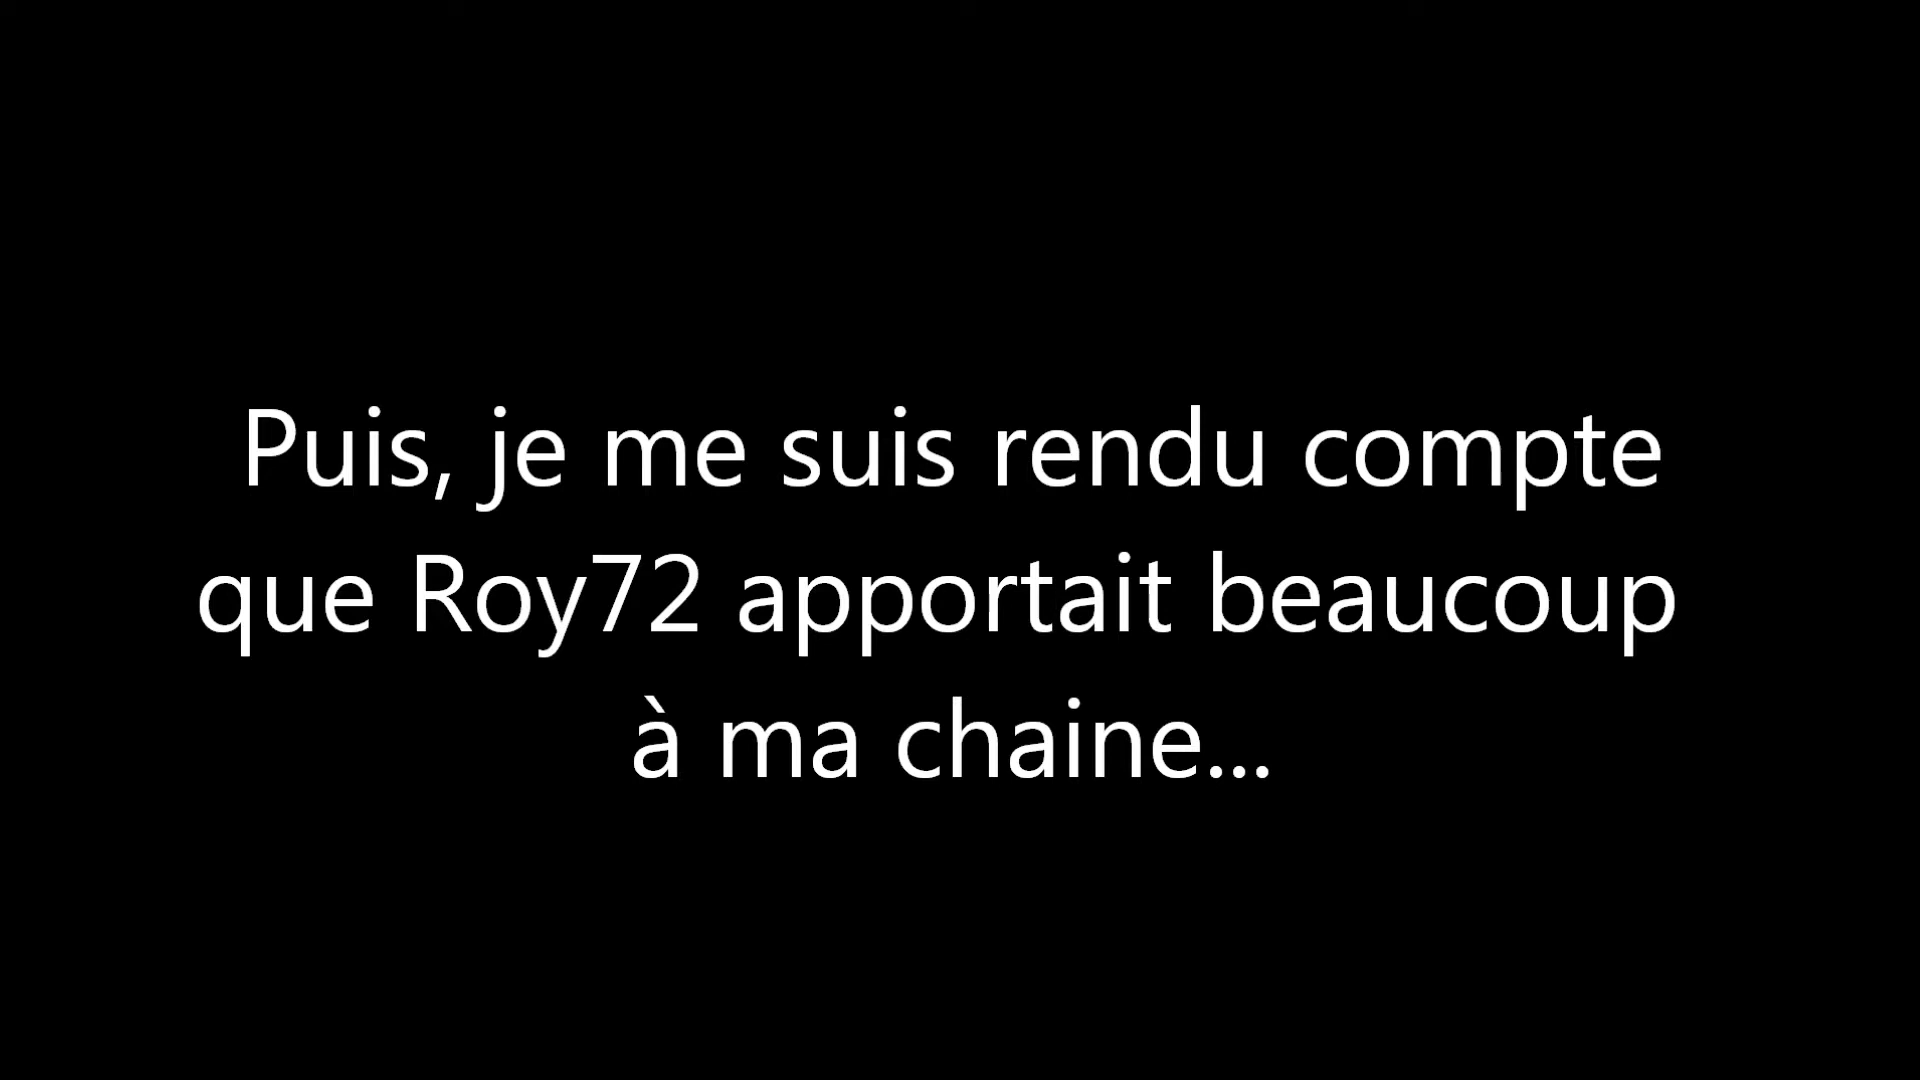 Puis, je me suis rendu compte
que Roy72 apportait beaucoup
à ma chaine...